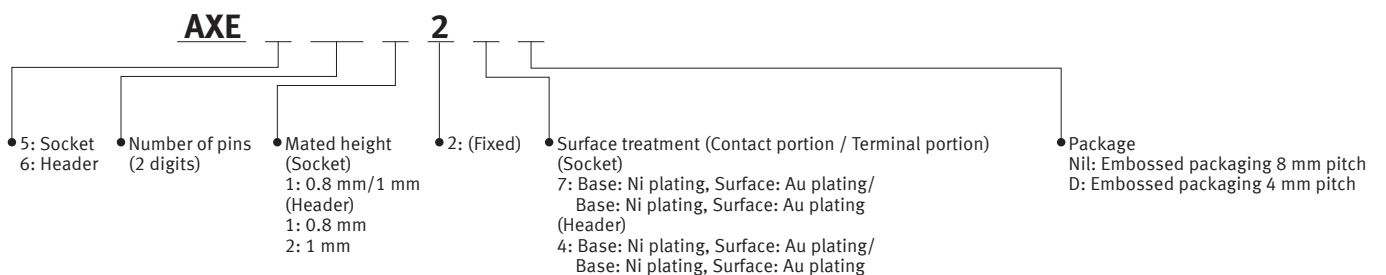 AXE 2
5: Socket
6: Header
Number of pins
(2 digits)
Mated height
(Socket)
1: 0.8 mm/1 mm
(Header)
1: 0.8 mm
2: 1 mm
2: (Fixed)
Surface treatment (Contact portion / Terminal portion)
(Socket)
7: Base: Ni plating, Surface: Au plating/
Base: Ni plating, Surface: Au plating
(Header)
4: Base: Ni plating, Surface: Au plating/
Base: Ni plating, Surface: Au plating
Package
Nil: Embossed packaging 8 mm pitch
D: Embossed packaging 4 mm pitch